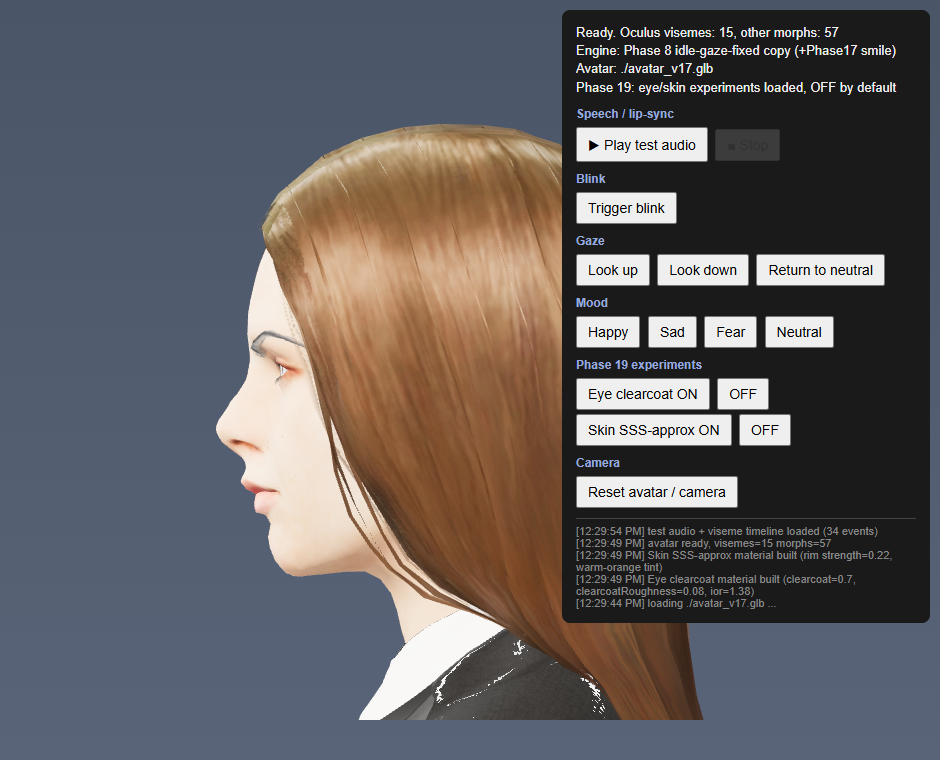 Ready. Oculus visemes: 15, other morphs: 57
Engine: Phase 8 idle-gaze-fixed copy (+Phase17 smile)
Avatar: ./avatar_v17.glb
Phase 19: eye/skin experiments loaded, OFF by default
Speech / lip-sync
▶ Play test audio ■ Stop
Blink
Trigger blink
Gaze
Look up Look down Return to neutral
Mood
Happy Sad Fear Neutral
Phase 19 experiments
Eye clearcoat ON OFF
Skin SSS-approx ON OFF
Camera
Reset avatar / camera
[12:29:54 PM] test audio + viseme timeline loaded (34 events)
[12:29:49 PM] avatar ready, visemes=15 morphs=57
[12:29:49 PM] Skin SSS-approx material built (rim strength=0.22,
warm-orange tint)
[12:29:49 PM] Eye clearcoat material built (clearcoat=0.7,
clearcoatRoughness=0.08, ior=1.38)
[12:29:44 PM] loading ./avatar_v17.glb ...